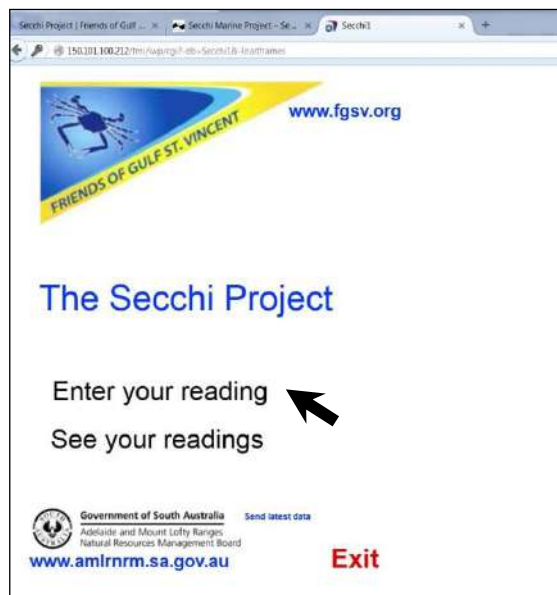 Secchi Project | Friends of Gulf ...
Secchi Marine Project – Se...
Secchi1
www.fgsv.org
FRIENDS OF GULF ST. VINCENT
The Secchi Project
Enter your reading
See your readings
Government of South Australia
Send latest data
Adelaide and Mount Lofty Ranges
Natural Resources Management Board
www.amlrnrm.sa.gov.au
Exit